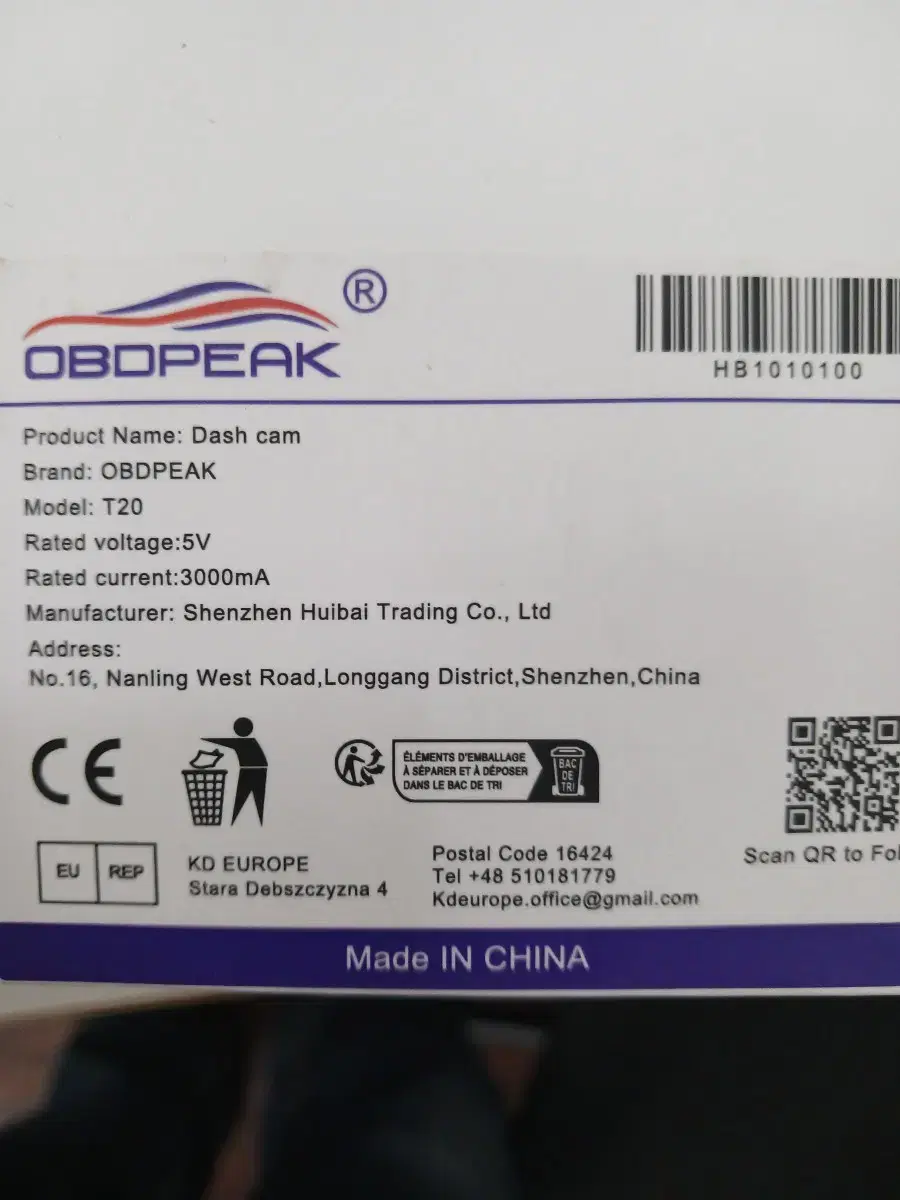 OBDPEAK ®
HB1010100
Product Name: Dash cam
Brand: OBDPEAK
Model: T20
Rated voltage:5V
Rated current:3000mA
Manufacturer: Shenzhen Huibai Trading Co., Ltd
Address:
No.16, Nanling West Road,Longgang District,Shenzhen,China
CE
ÉLÉMENTS D'EMBALLAGE
À SÉPARER ET À DÉPOSER
DANS LE BAC DE TRI
BAC
DE
TRI
EU REP
KD EUROPE
Stara Debszczyzna 4
Postal Code 16424
Tel +48 510181779
Kdeurope.office@gmail.com
Scan QR to
Made IN CHINA